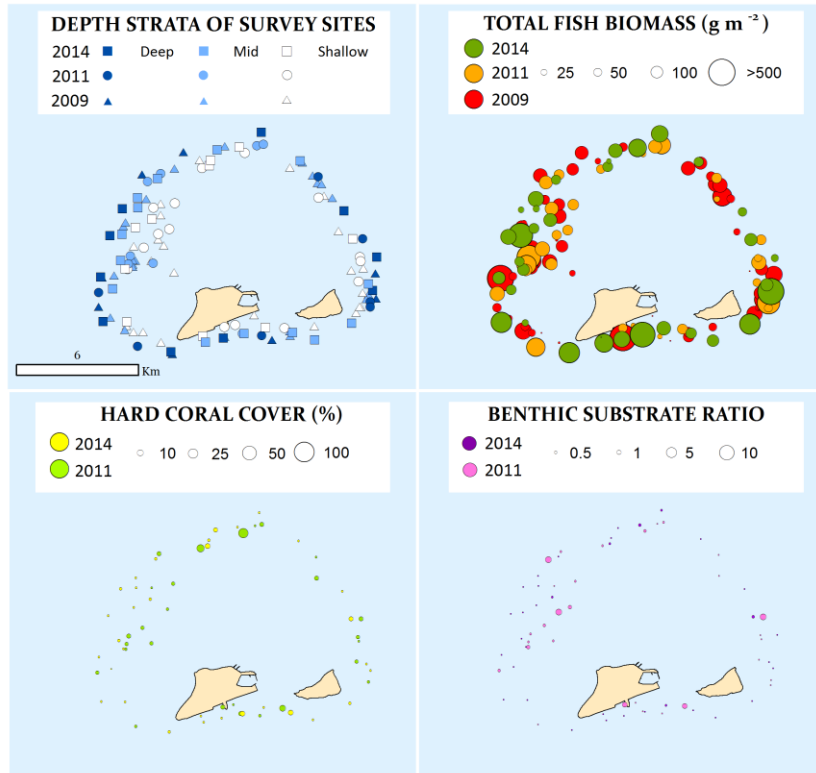 DEPTH STRATA OF SURVEY SITES
2014 Deep Mid Shallow
2011
2009
6
Km
TOTAL FISH BIOMASS (g m ⁻²)
2014
2011 25 50 100 >500
2009
HARD CORAL COVER (%)
2014
2011 10 25 50 100
BENTHIC SUBSTRATE RATIO
2014
2011 0.5 1 5 10